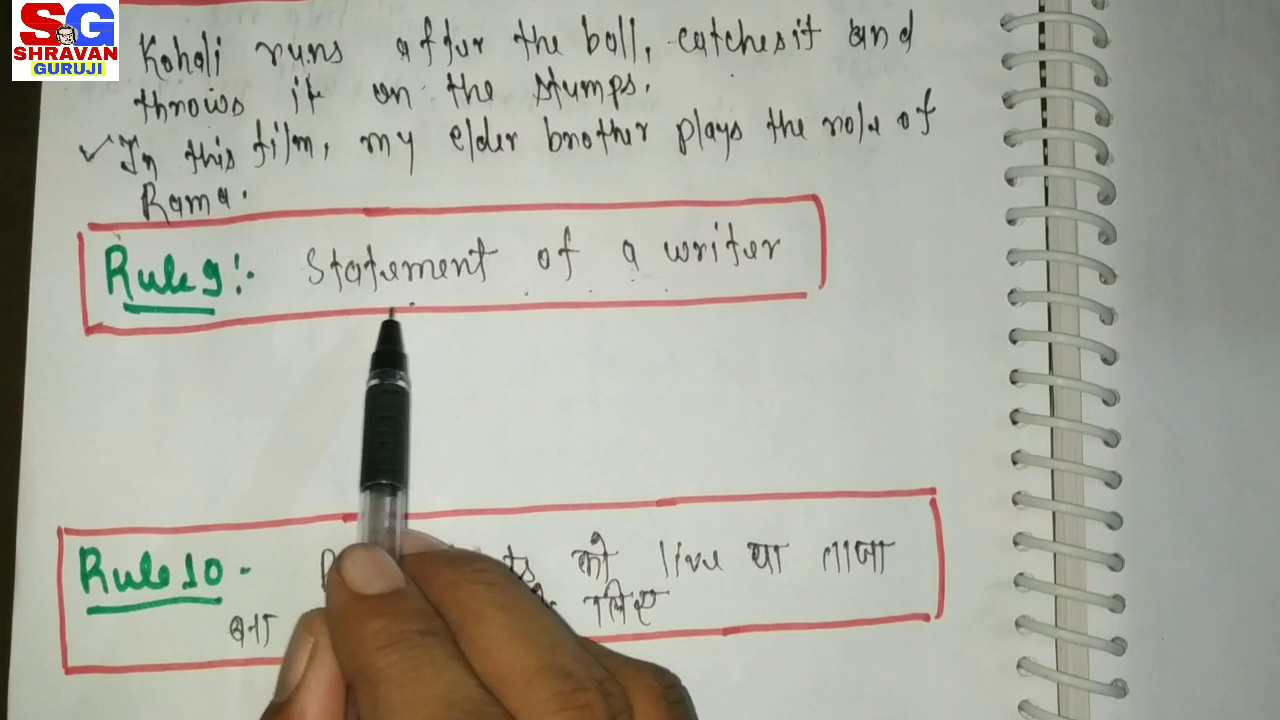 SG
SHRAVAN
GURUJI
Koholi runs after the ball, catches it and
throws it on the stumps.
✓ In this film, my elder brother plays the role of
Rama.
Rule 9:- Statement of a writer
Rule 10 - को live या ताजा
लिए